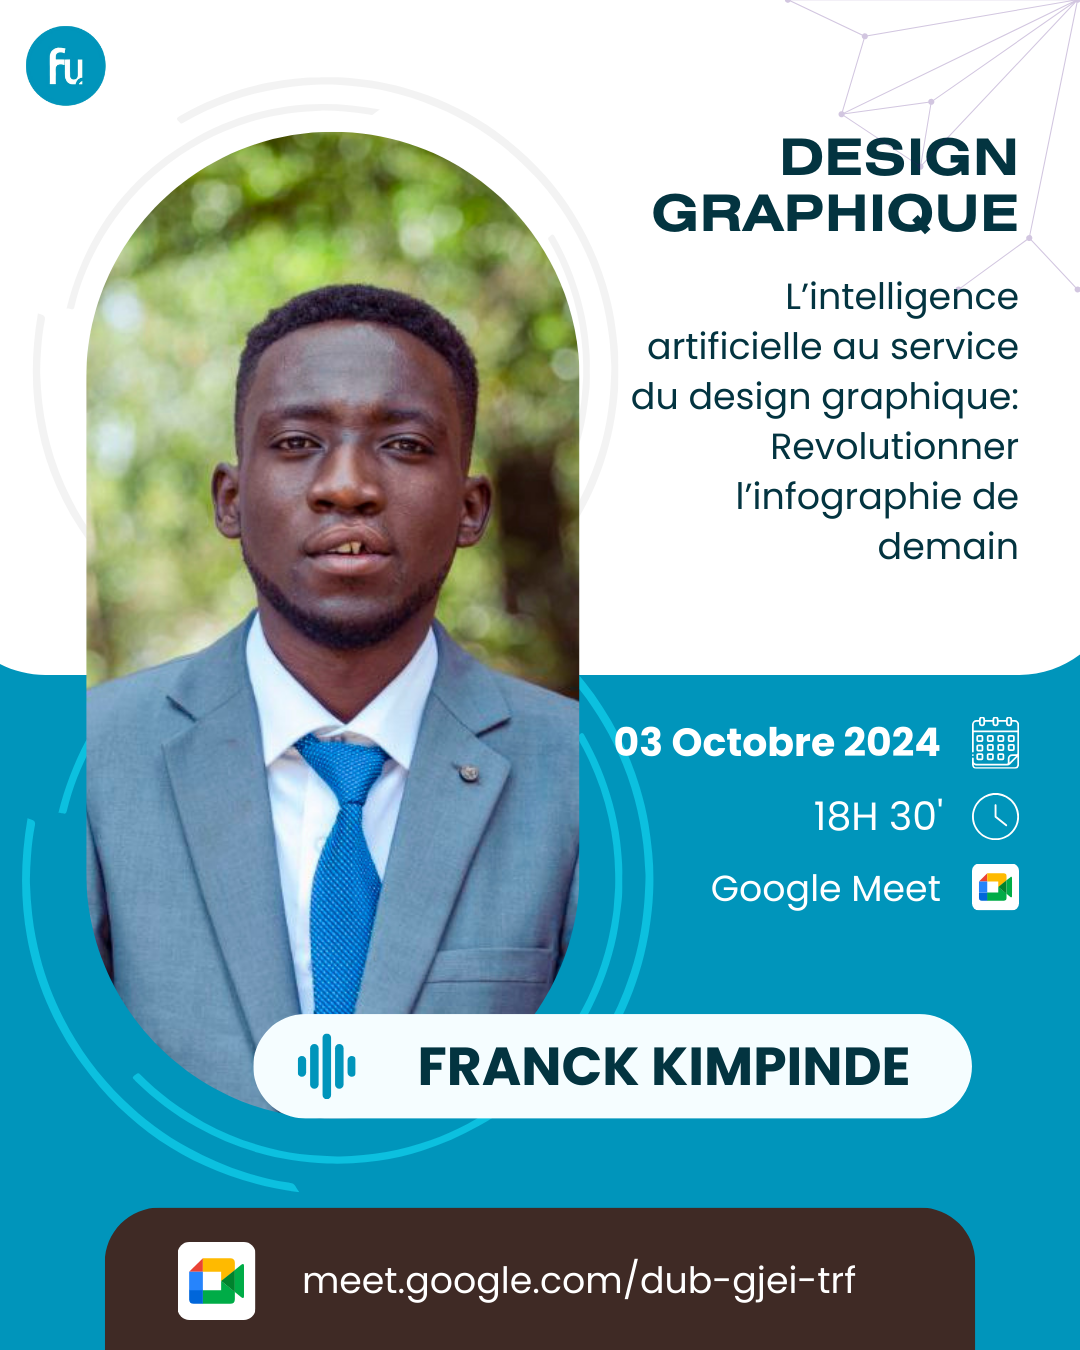 fu
DESIGN
GRAPHIQUE
L’intelligence
artificielle au service
du design graphique:
Revolutionner
l’infographie de
demain
03 Octobre 2024
18H 30'
Google Meet
FRANCK KIMPINDE
meet.google.com/dub-gjei-trf